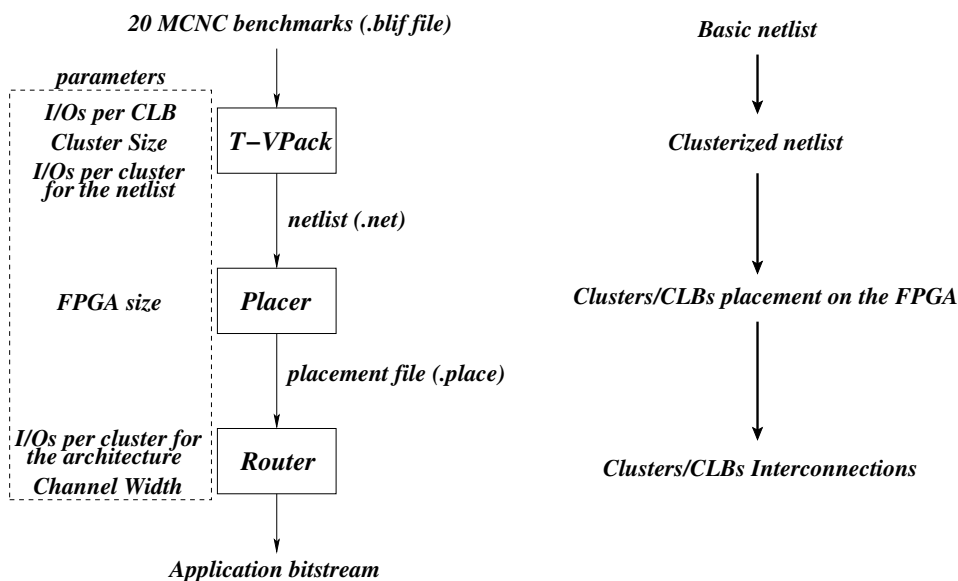 20 MCNC benchmarks (.blif file)
Basic netlist
parameters
I/Os per CLB
Cluster Size
I/Os per cluster
for the netlist
T−VPack
Clusterized netlist
netlist (.net)
FPGA size
Placer
Clusters/CLBs placement on the FPGA
placement file (.place)
I/Os per cluster for
the architecture
Channel Width
Router
Clusters/CLBs Interconnections
Application bitstream